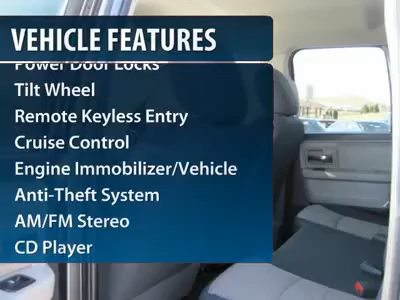 VEHICLE FEATURES
Power Door Locks
Tilt Wheel
Remote Keyless Entry
Cruise Control
Engine Immobilizer/Vehicle
Anti-Theft System
AM/FM Stereo
CD Player